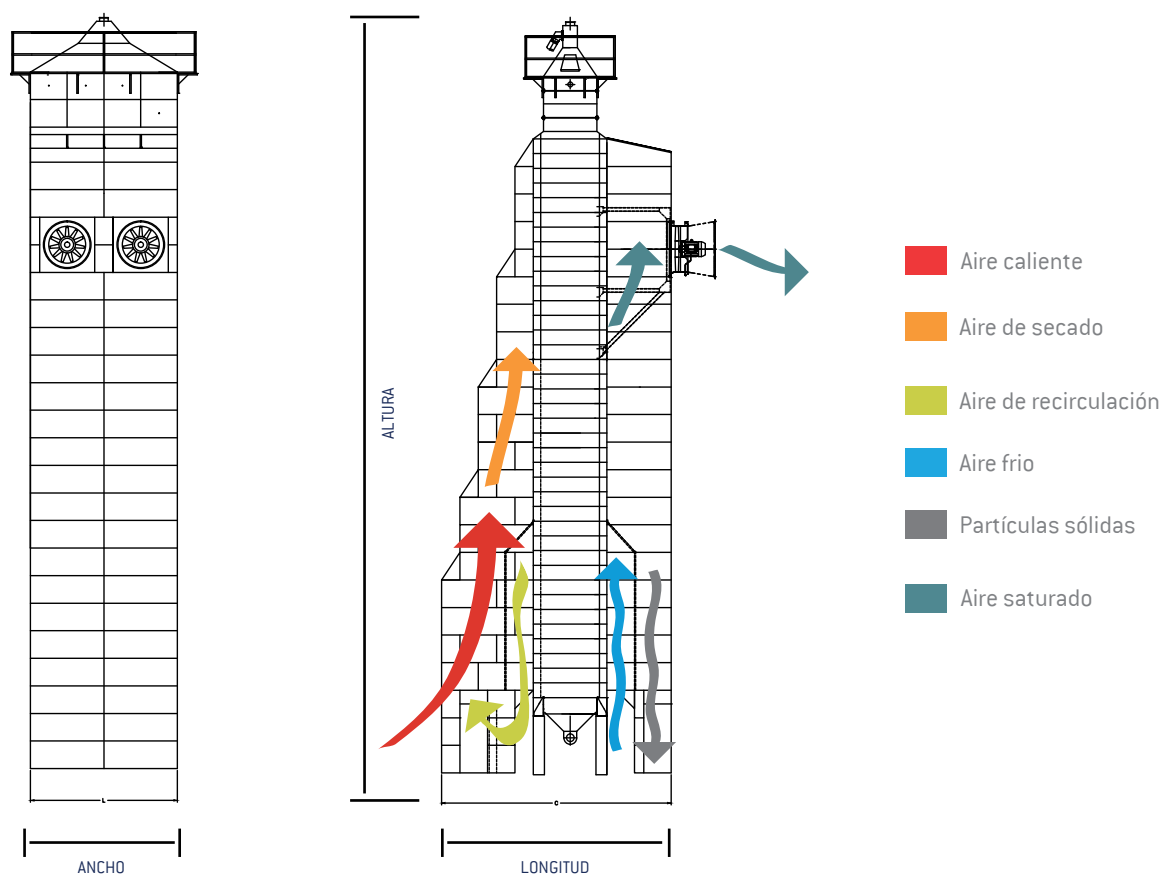 ALTURA
L
C
ANCHO
LONGITUD
Aire caliente
Aire de secado
Aire de recirculación
Aire frio
Partículas sólidas
Aire saturado